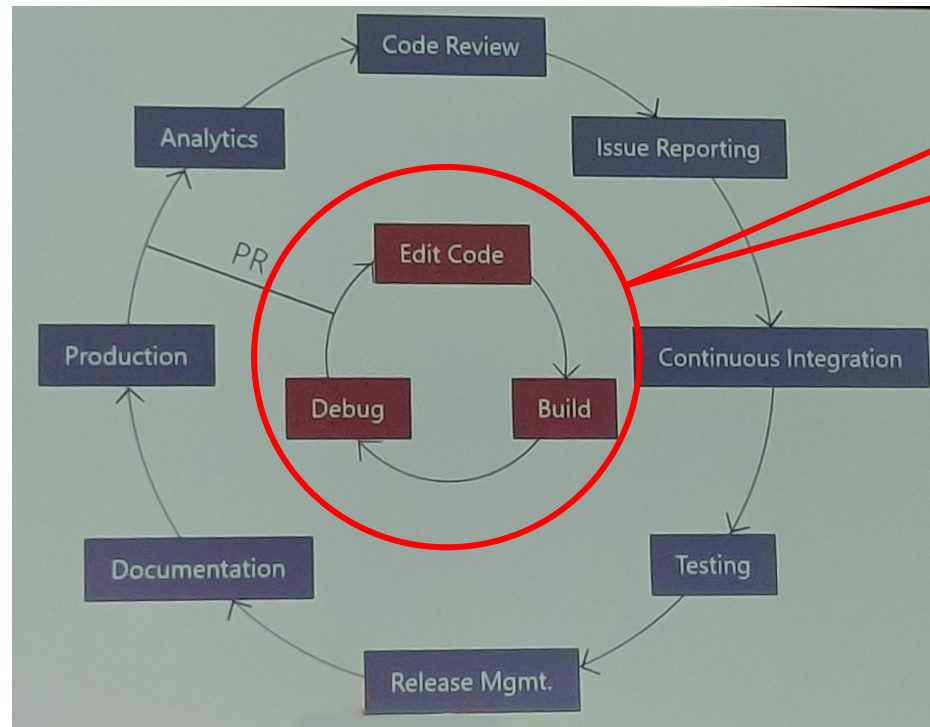 Code Review
Analytics
Issue Reporting
PR
Edit Code
Production
Continuous Integration
Debug
Build
Documentation
Testing
Release Mgmt.